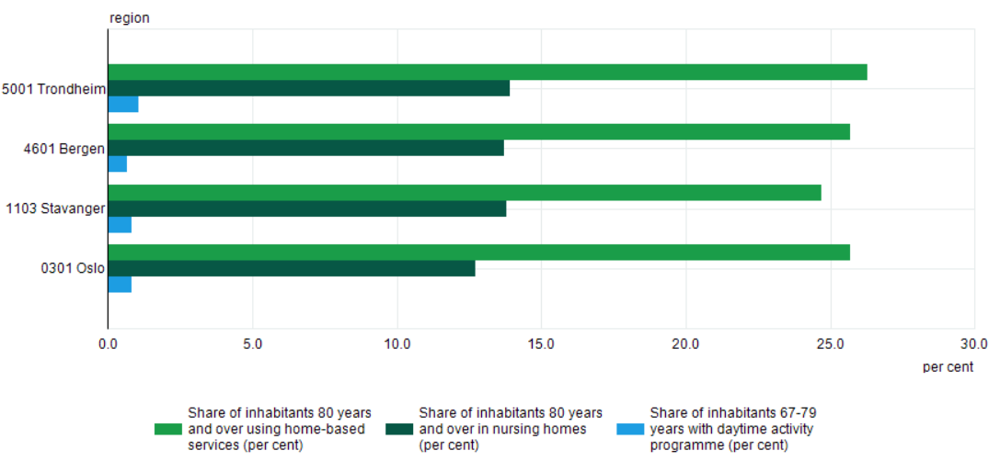 region
5001 Trondheim
4601 Bergen
1103 Stavanger
0301 Oslo
0.0 5.0 10.0 15.0 20.0 25.0 30.0
per cent
Share of inhabitants 80 years
and over using home-based
services (per cent)
Share of inhabitants 80 years
and over in nursing homes
(per cent)
Share of inhabitants 67-79
years with daytime activity
programme (per cent)